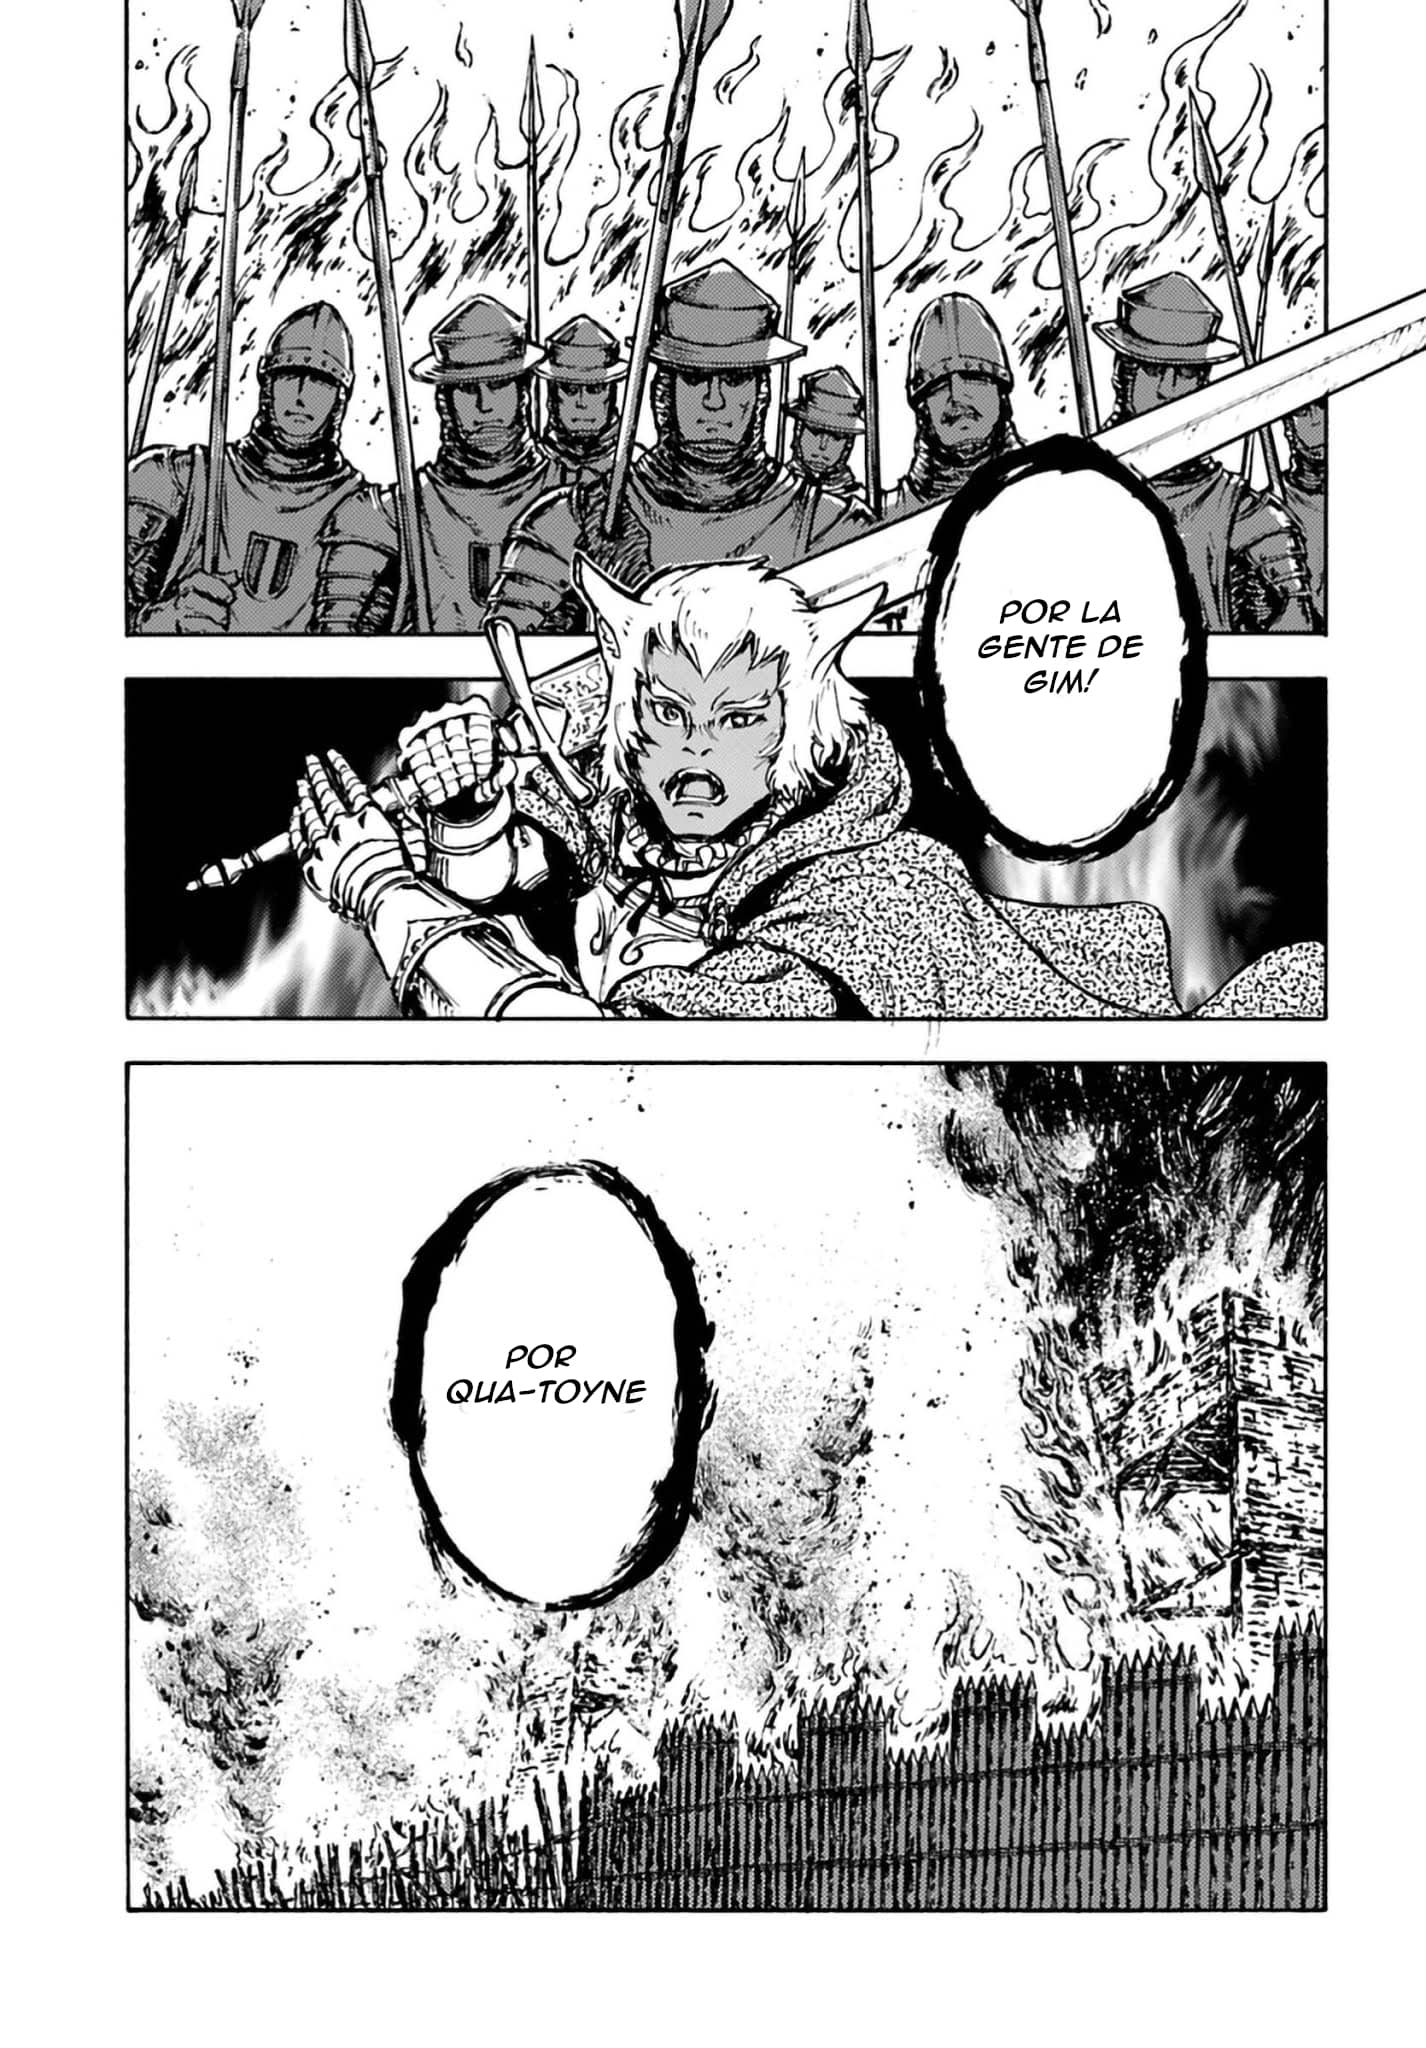 POR LA
GENTE DE
GIM!
POR
QUA-TOYNE